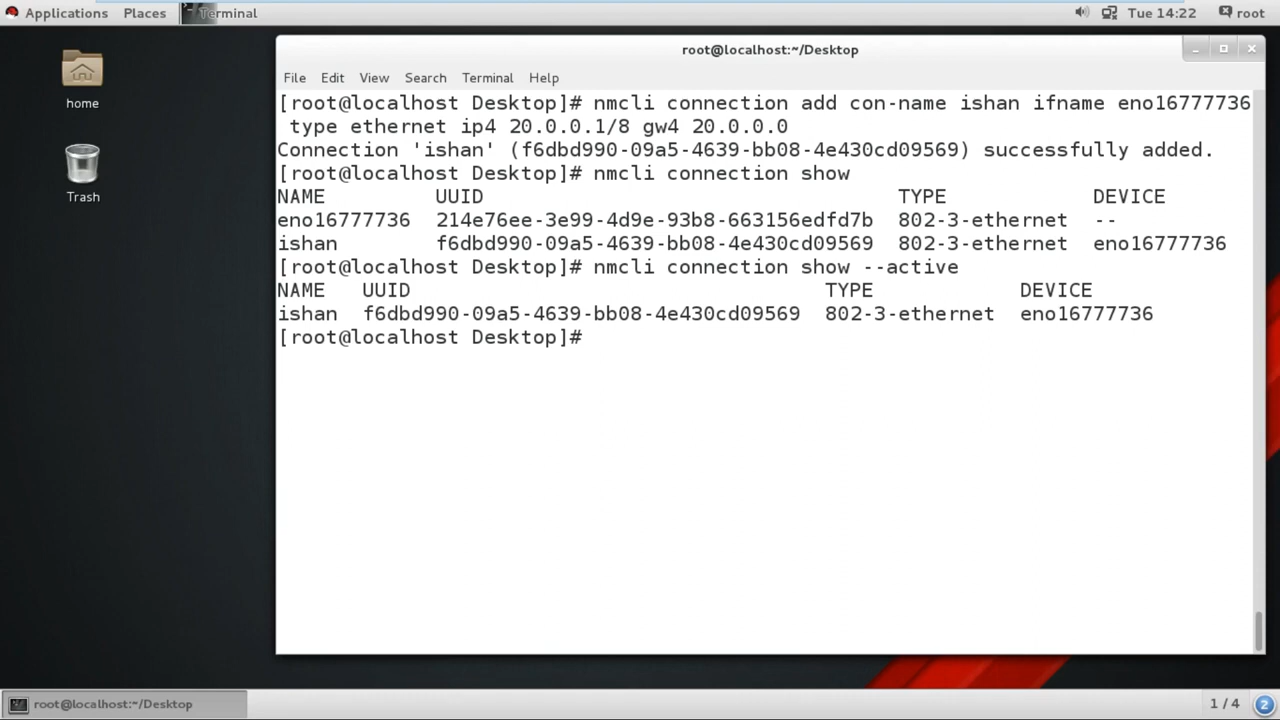 Applications Places Terminal Tue 14:22 root
home
Trash
root@localhost:~/Desktop
File Edit View Search Terminal Help
[root@localhost Desktop]# nmcli connection add con-name ishan ifname eno16777736
 type ethernet ip4 20.0.0.1/8 gw4 20.0.0.0
Connection 'ishan' (f6dbd990-09a5-4639-bb08-4e430cd09569) successfully added.
[root@localhost Desktop]# nmcli connection show
NAME         UUID                                  TYPE            DEVICE
eno16777736  214e76ee-3e99-4d9e-93b8-663156edfd7b  802-3-ethernet  --
ishan        f6dbd990-09a5-4639-bb08-4e430cd09569  802-3-ethernet  eno16777736
[root@localhost Desktop]# nmcli connection show --active
NAME   UUID                                  TYPE            DEVICE
ishan  f6dbd990-09a5-4639-bb08-4e430cd09569  802-3-ethernet  eno16777736
[root@localhost Desktop]#
root@localhost:~/Desktop 1 / 4 2